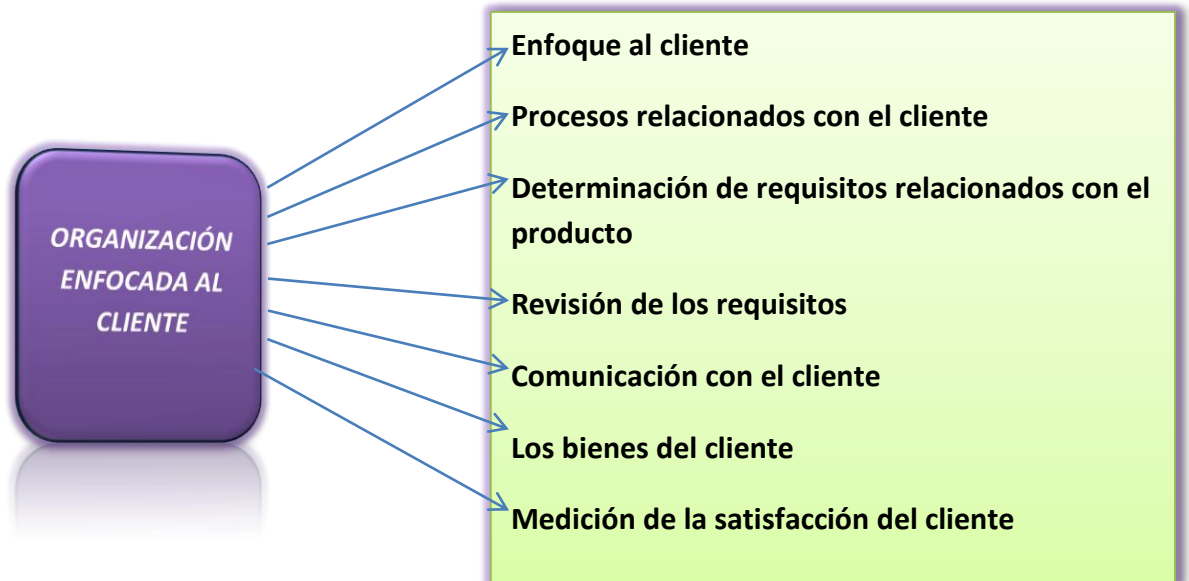 ORGANIZACIÓN
ENFOCADA AL
CLIENTE
Enfoque al cliente
Procesos relacionados con el cliente
Determinación de requisitos relacionados con el
producto
Revisión de los requisitos
Comunicación con el cliente
Los bienes del cliente
Medición de la satisfacción del cliente